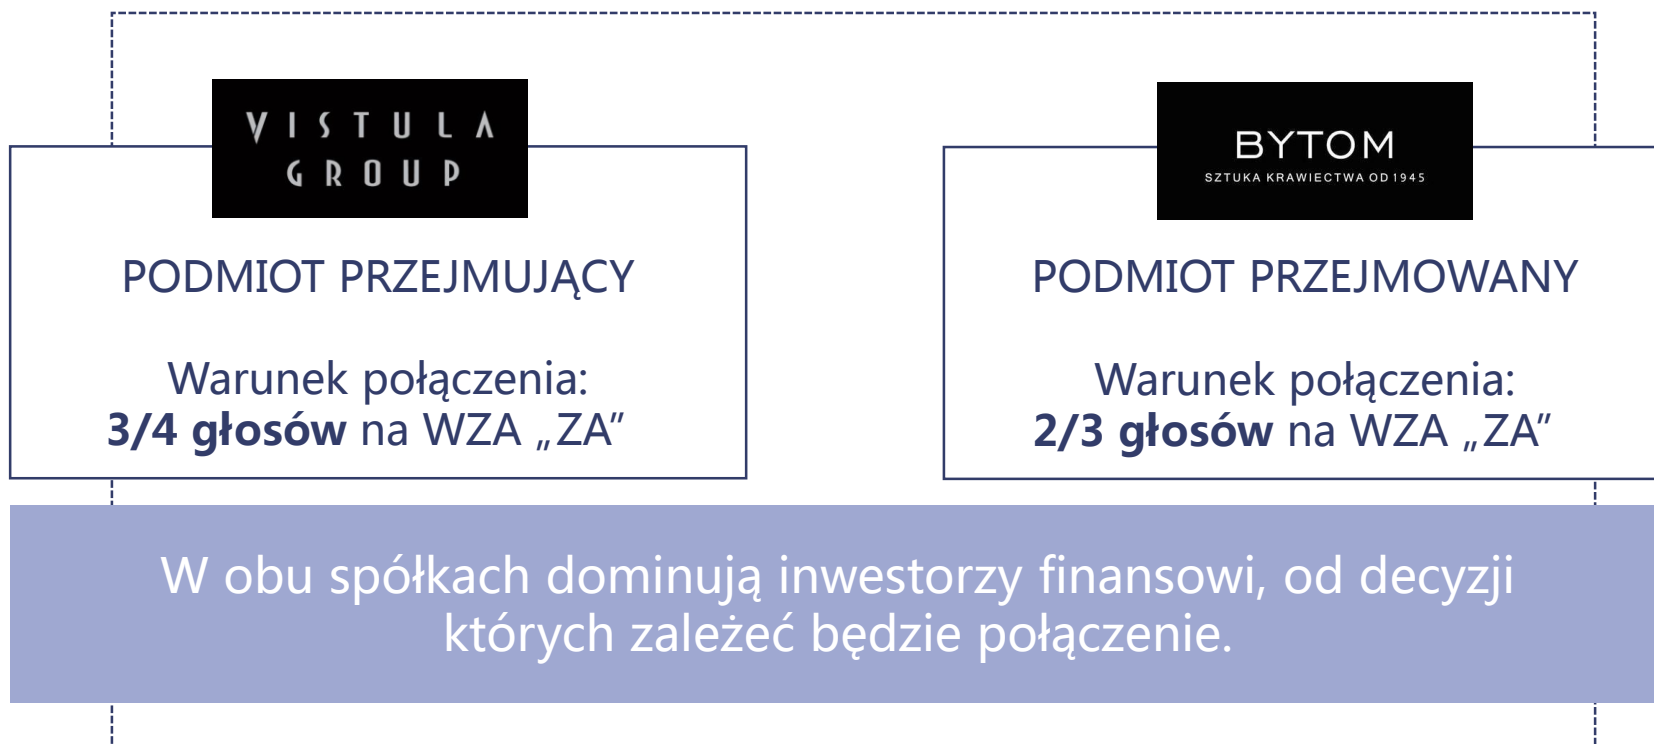 VISTULA
GROUP
PODMIOT PRZEJMUJĄCY
Warunek połączenia:
3/4 głosów na WZA „ZA”
BYTOM
SZTUKA KRAWIECTWA OD 1945
PODMIOT PRZEJMOWANY
Warunek połączenia:
2/3 głosów na WZA „ZA”
W obu spółkach dominują inwestorzy finansowi, od decyzji
których zależeć będzie połączenie.